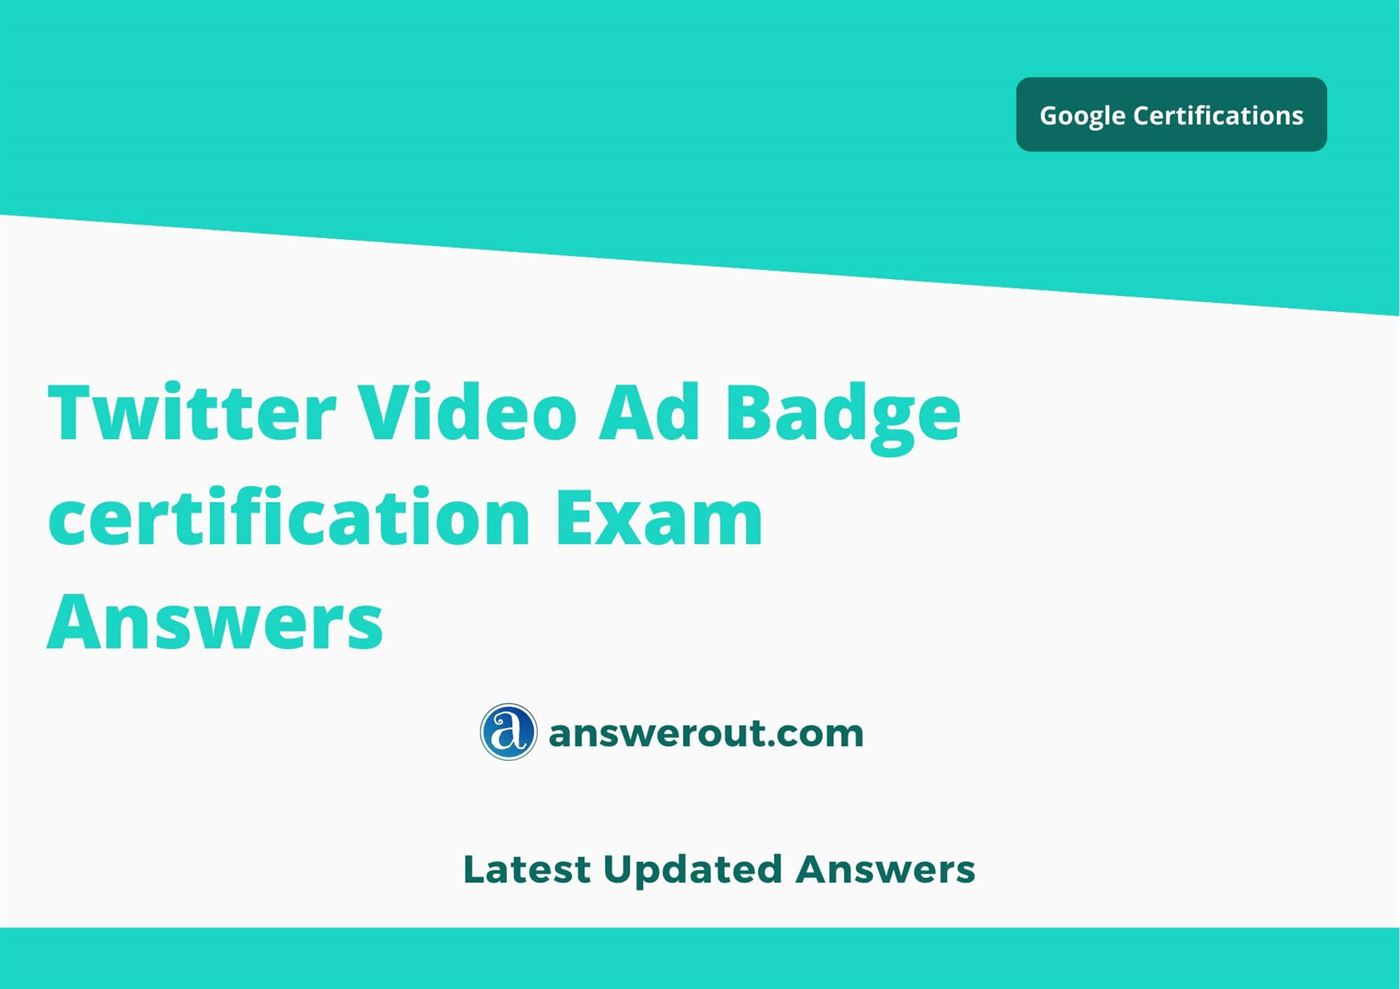 Google Certifications
Twitter Video Ad Badge
certification Exam
Answers
a answerout.com
Latest Updated Answers